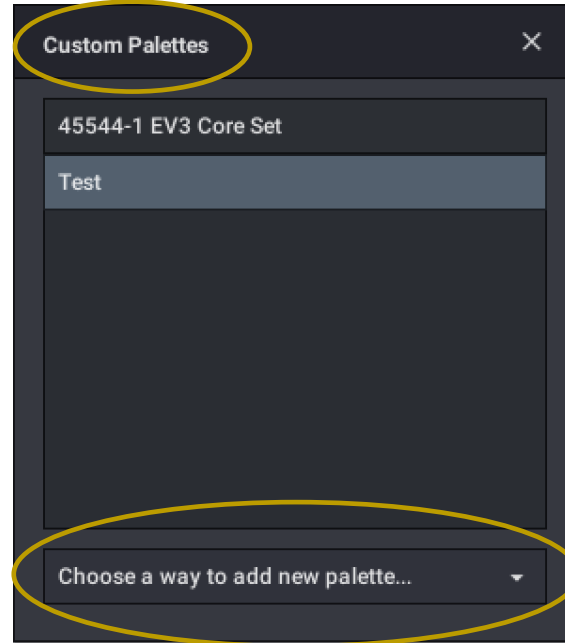 Custom Palettes
45544-1 EV3 Core Set
Test
Choose a way to add new palette...